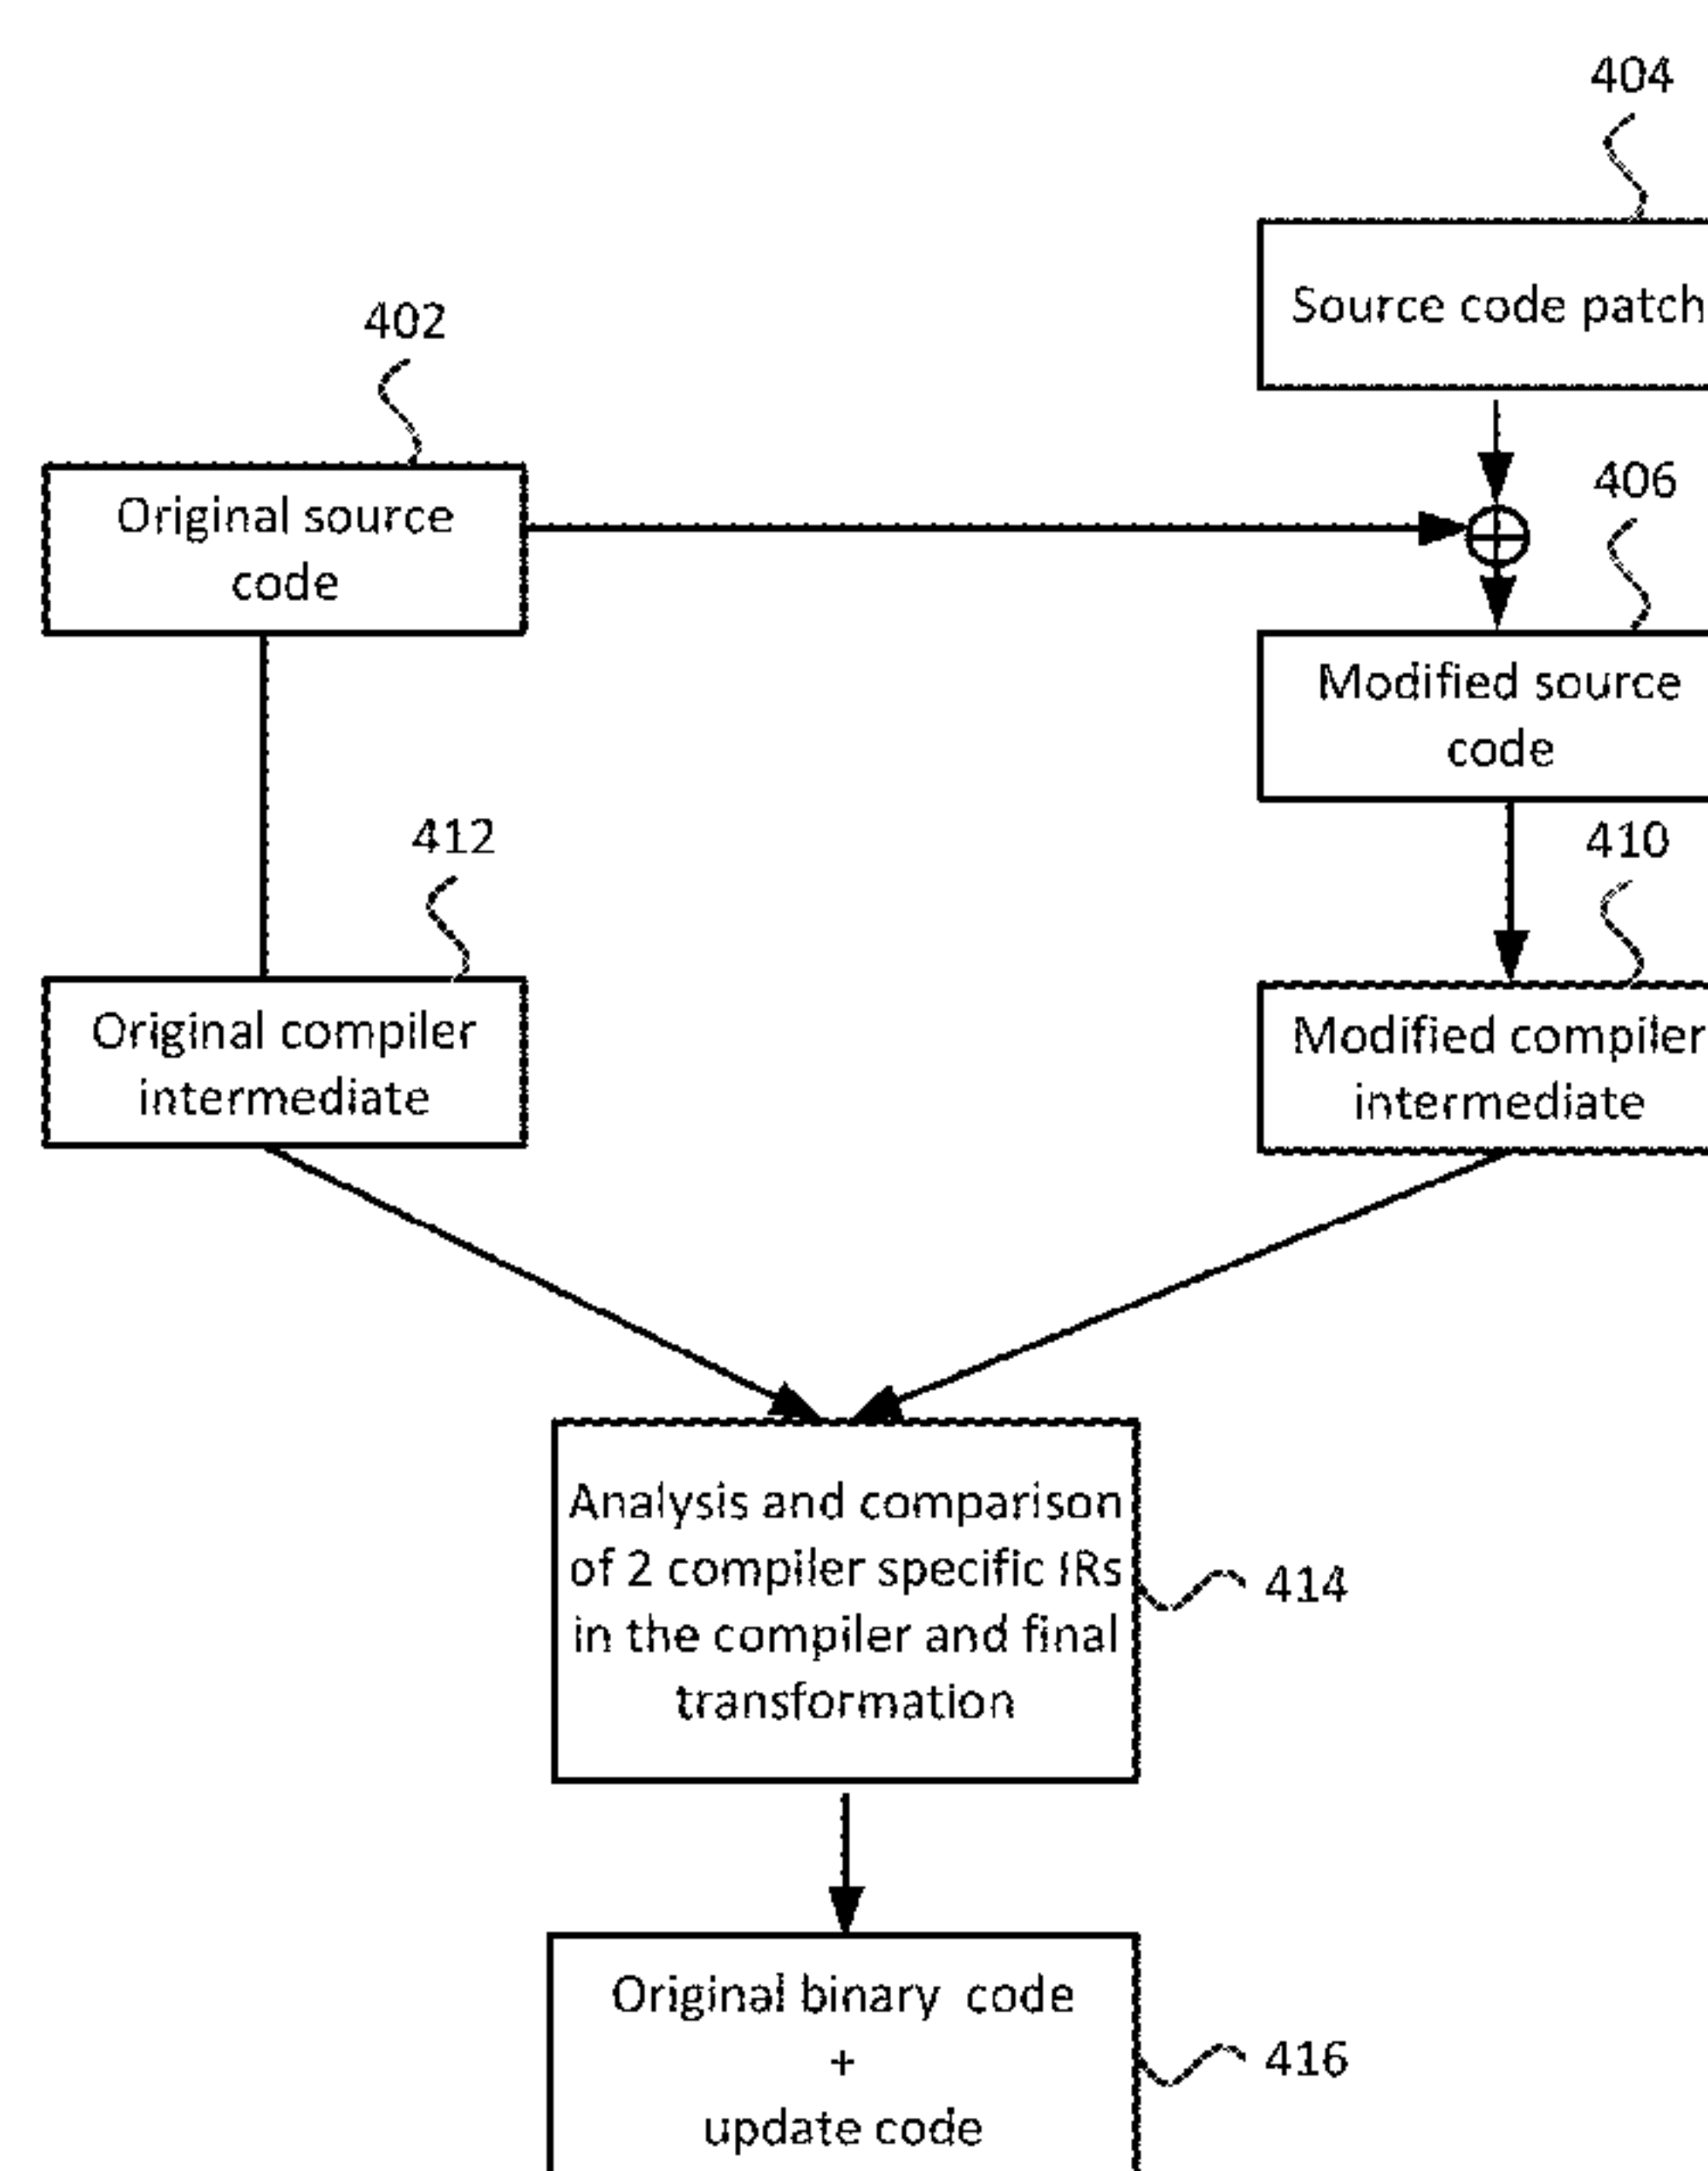 404
Source code patch
402
Original source
code
406
Modified source
code
412
410
Original compiler
intermediate
Modified compiler
intermediate
Analysis and comparison
of 2 compiler specific IRs
in the compiler and final
transformation
414
Original binary code
+
update code
416